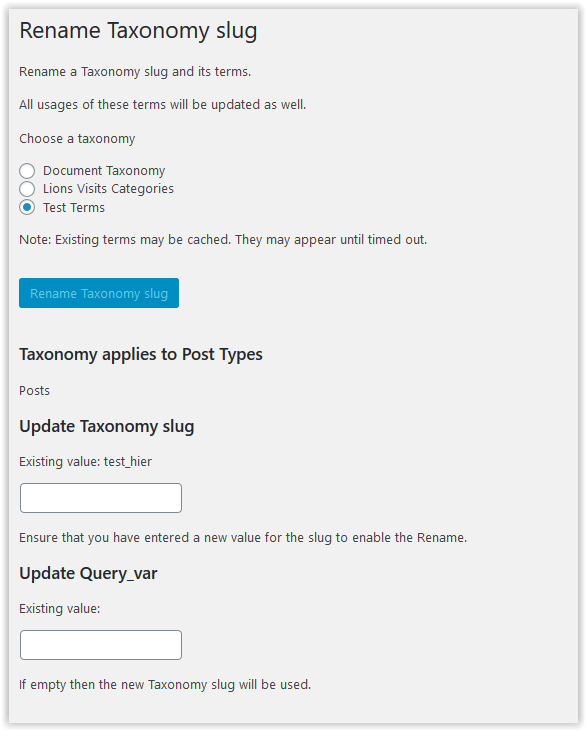 Rename Taxonomy slug
Rename a Taxonomy slug and its terms.
All usages of these terms will be updated as well.
Choose a taxonomy
Document Taxonomy
Lions Visits Categories
Test Terms
Note: Existing terms may be cached. They may appear until timed out.
Rename Taxonomy slug
Taxonomy applies to Post Types
Posts
Update Taxonomy slug
Existing value: test_hier
Ensure that you have entered a new value for the slug to enable the Rename.
Update Query_var
Existing value:
If empty then the new Taxonomy slug will be used.